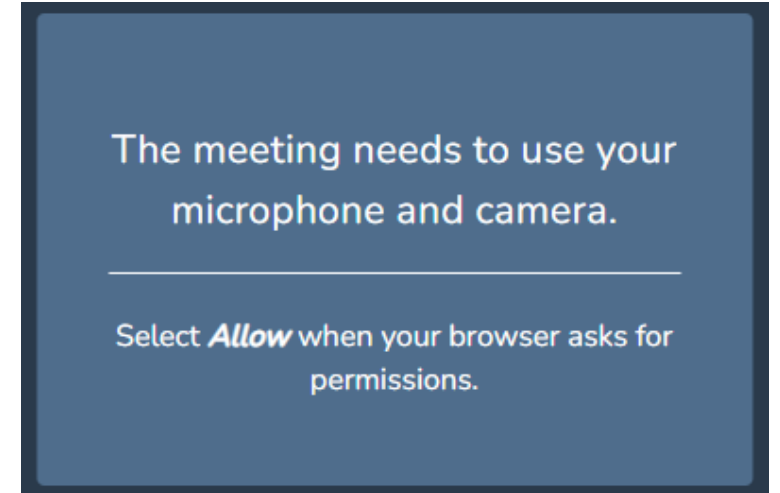 The meeting needs to use your
microphone and camera.
Select Allow when your browser asks for
permissions.